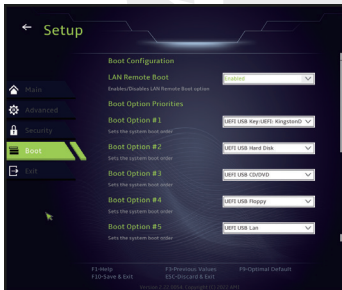 ← Setup
Boot Configuration
LAN Remote Boot
Enabled
Enables/Disables LAN Remote Boot option
Boot Option Priorities
Boot Option #1
UEFI USB Key:UEFI: KingstonD
Sets the system boot order
Boot Option #2
UEFI USB Hard Disk
Sets the system boot order
Boot Option #3
UEFI USB CD/DVD
Sets the system boot order
Boot Option #4
UEFI USB Floppy
Sets the system boot order
Boot Option #5
UEFI USB Lan
Sets the system boot order
Main
Advanced
Security
Boot
Exit
F1-Help
F3-Previous Values
F9-Optimal Default
F10-Save & Exit
ESC-Discard & Exit